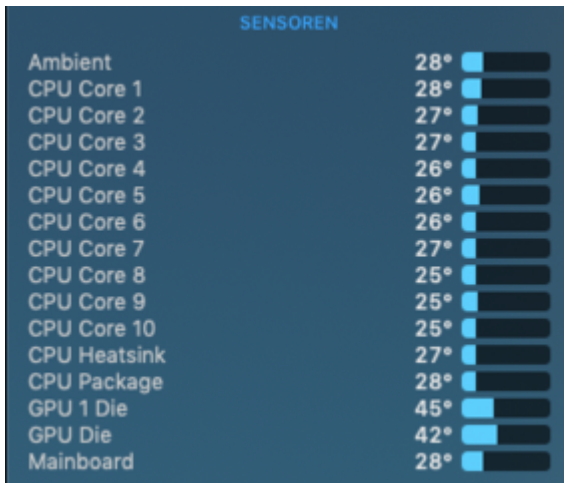 SENSOREN
Ambient 28°
CPU Core 1 28°
CPU Core 2 27°
CPU Core 3 27°
CPU Core 4 26°
CPU Core 5 26°
CPU Core 6 26°
CPU Core 7 27°
CPU Core 8 25°
CPU Core 9 25°
CPU Core 10 25°
CPU Heatsink 27°
CPU Package 28°
GPU 1 Die 45°
GPU Die 42°
Mainboard 28°